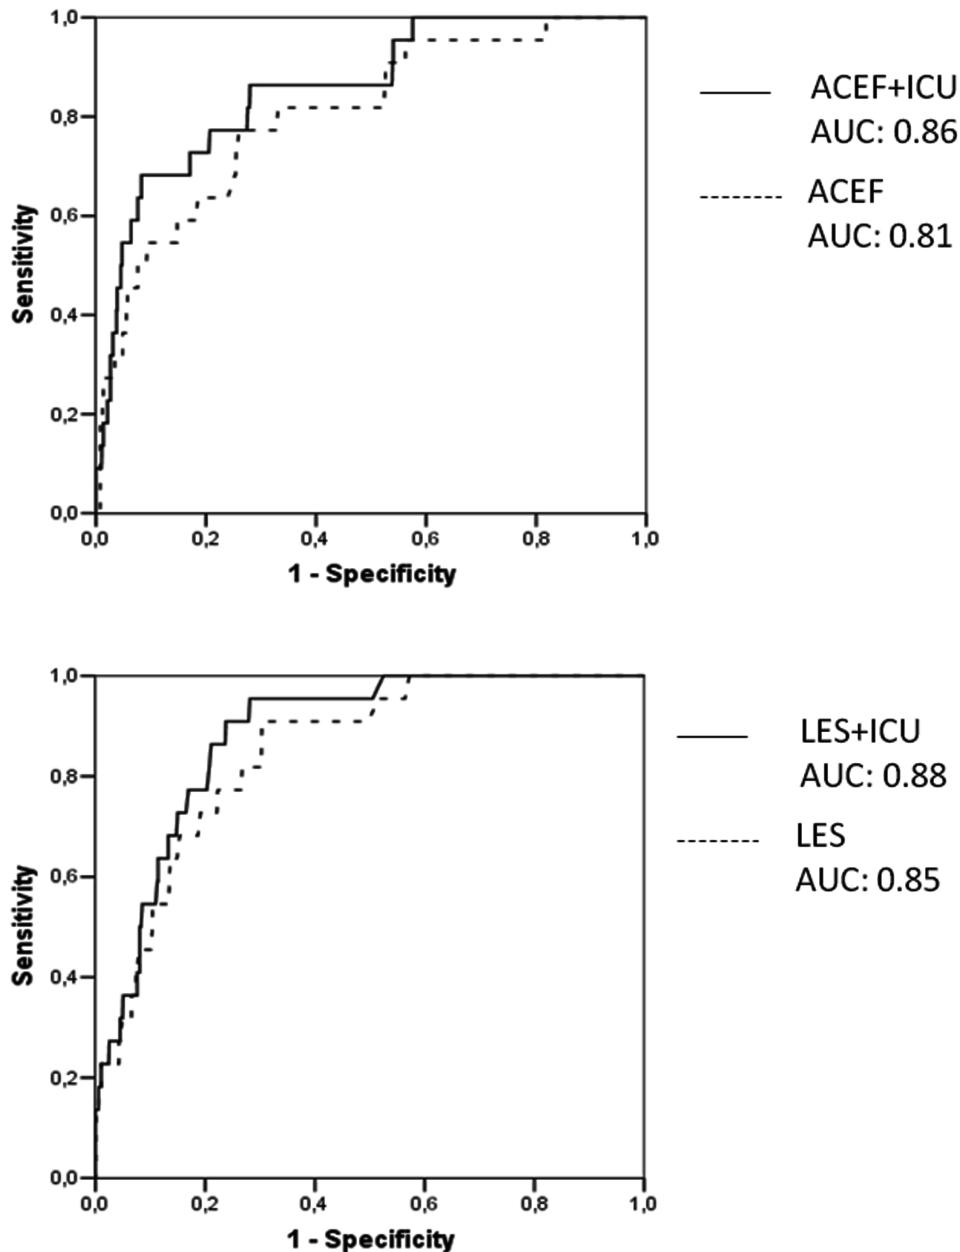 1,0
0,8
0,6
0,4
0,2
0,0
Sensitivity
0,0 0,2 0,4 0,6 0,8 1,0
1 - Specificity
ACEF+ICU
AUC: 0.86
ACEF
AUC: 0.81
1,0
0,8
0,6
0,4
0,2
0,0
Sensitivity
0,0 0,2 0,4 0,6 0,8 1,0
1 - Specificity
LES+ICU
AUC: 0.88
LES
AUC: 0.85